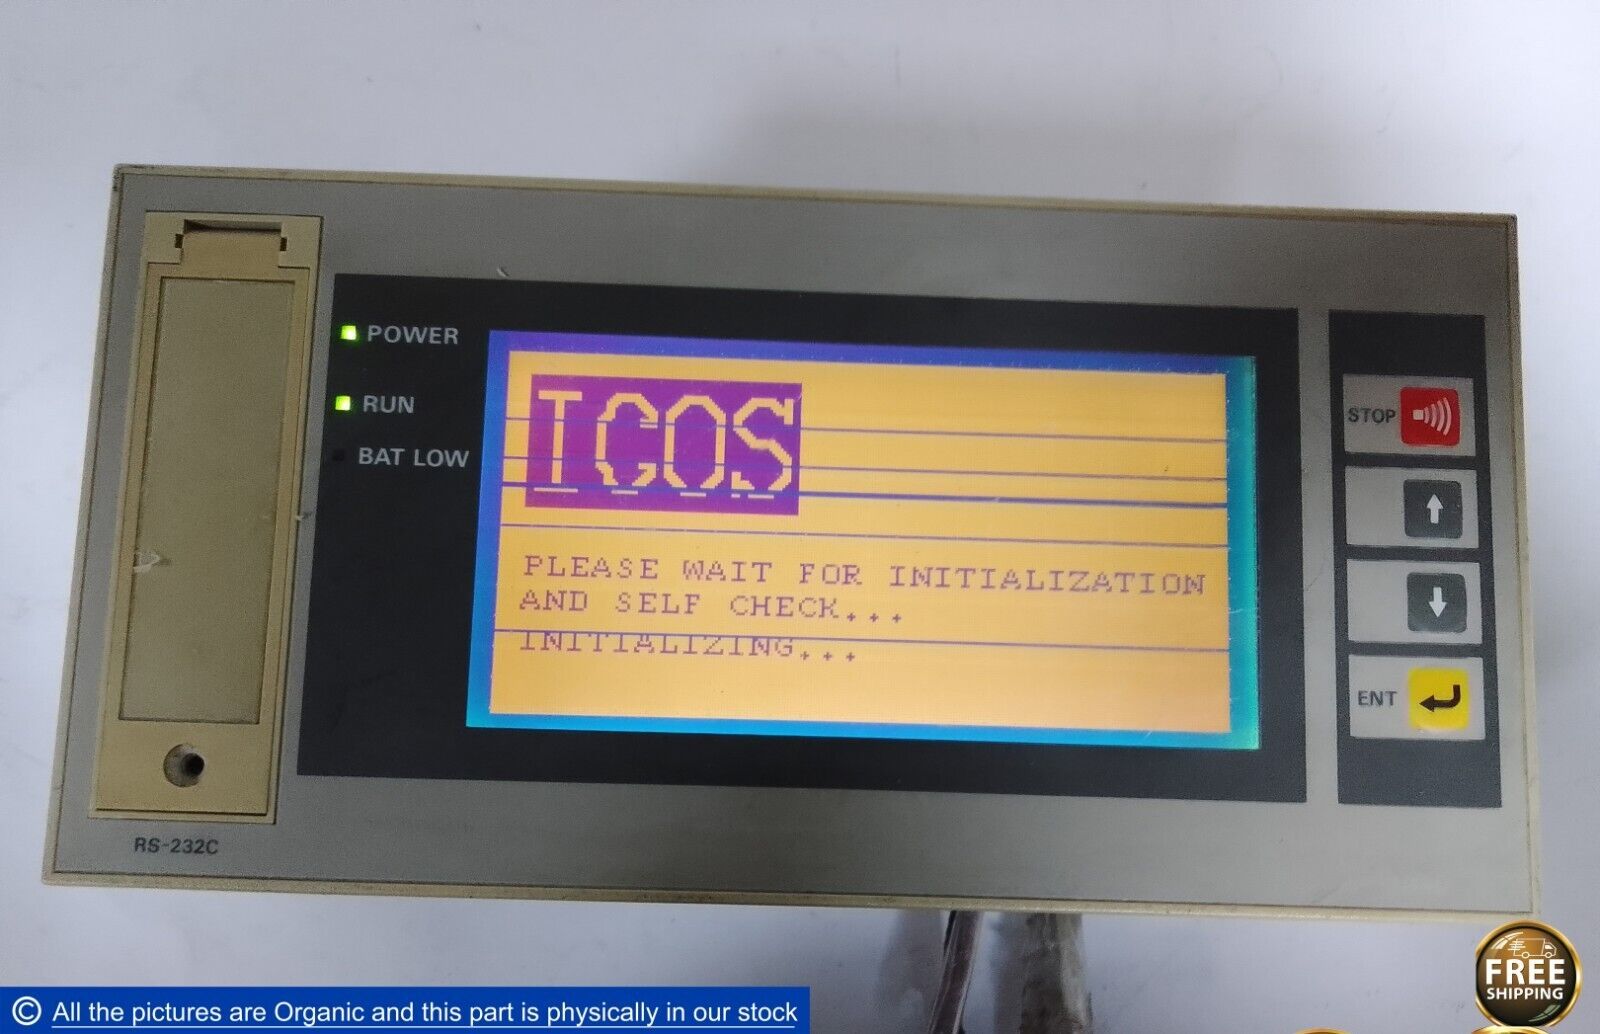 POWER
RUN
BAT LOW
TCOS
PLEASE WAIT FOR INITIALIZATION
AND SELF CHECK...
INITIALIZING...
STOP
ENT
RS-232C
FREE
SHIPPING
© All the pictures are Organic and this part is physically in our stock